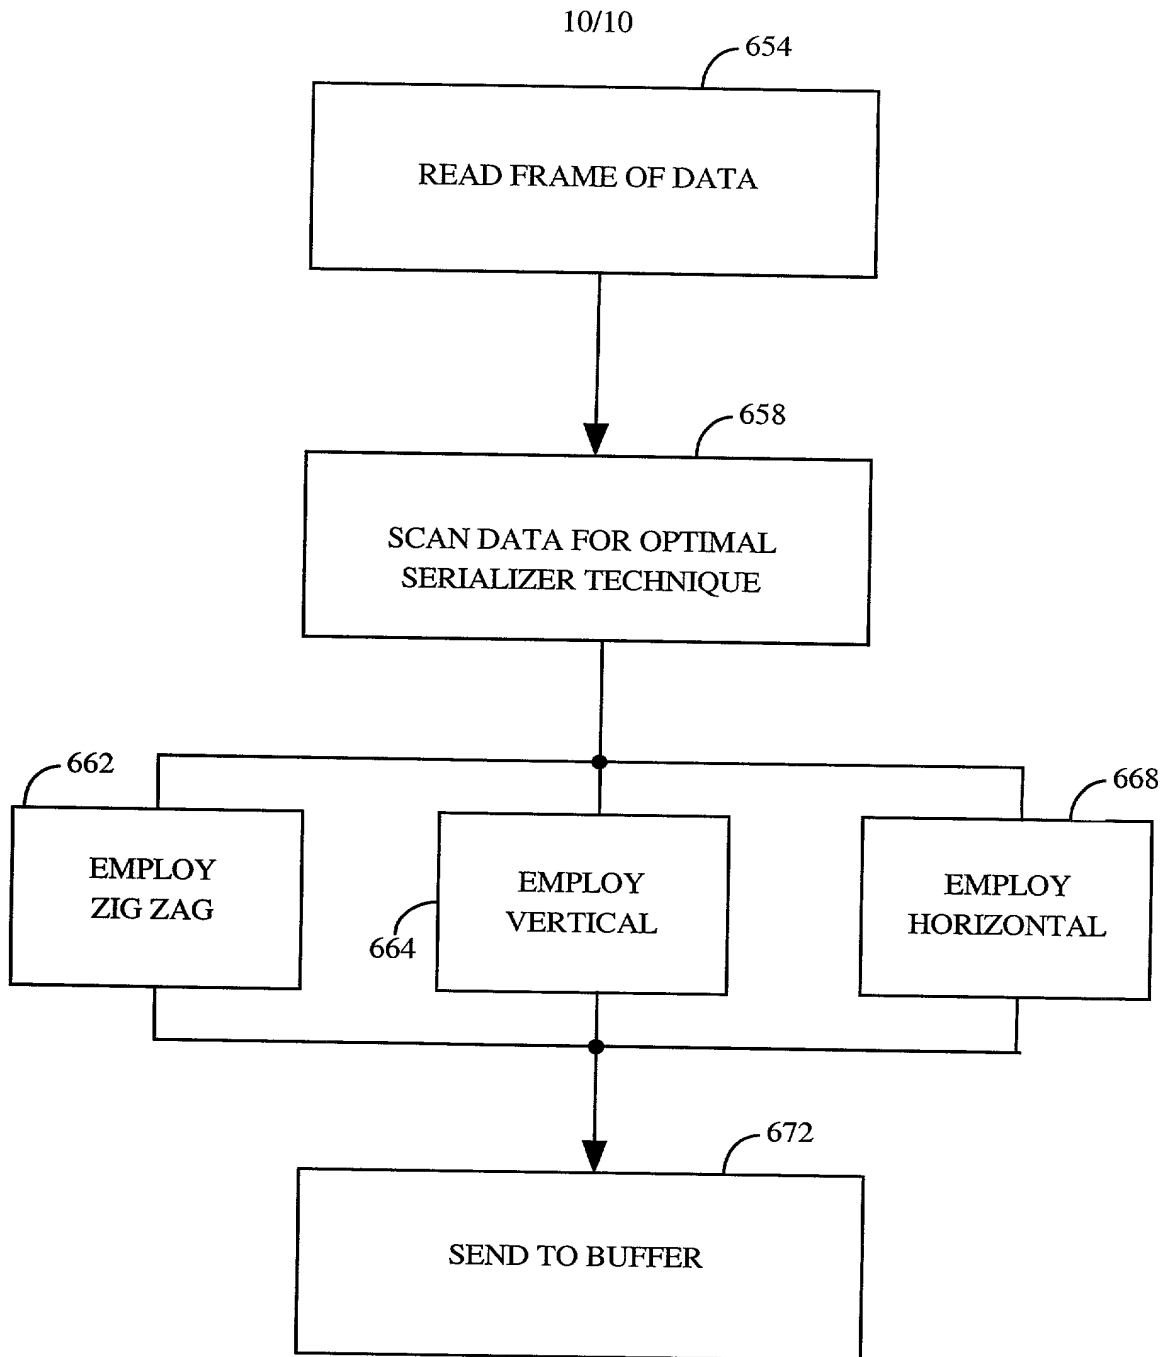 10/10
654
READ FRAME OF DATA
658
SCAN DATA FOR OPTIMAL
SERIALIZER TECHNIQUE
662
668
EMPLOY
ZIG ZAG
664
EMPLOY
VERTICAL
EMPLOY
HORIZONTAL
672
SEND TO BUFFER